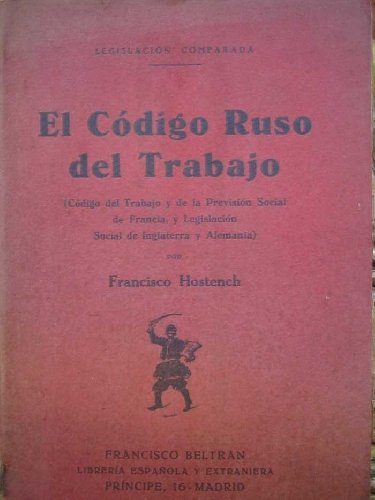 LEGISLACIÓN COMPARADA
El Código Ruso
del Trabajo
(Código del Trabajo y de la Previsión Social
de Francia, y Legislación
Social de Inglaterra y Alemania)
POR
Francisco Hostench
FRANCISCO BELTRÁN
LIBRERÍA ESPAÑOLA Y EXTRANJERA
PRÍNCIPE, 16-MADRID